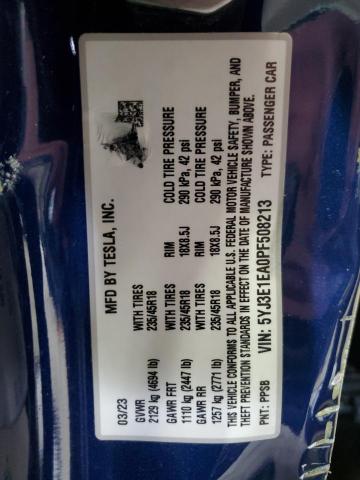 MFD BY TESLA, INC.
03/23
GVWR WITH TIRES RIM COLD TIRE PRESSURE
2129 kg (4694 lb) 235/45R18 18X8.5J 290 kPa, 42 psi
GAWR FRT WITH TIRES RIM COLD TIRE PRESSURE
1110 kg (2447 lb) 235/45R18 18X8.5J 290 kPa, 42 psi
GAWR RR
1257 kg (2771 lb)
THIS VEHICLE CONFORMS TO ALL APPLICABLE U.S. FEDERAL MOTOR VEHICLE SAFETY, BUMPER, AND
THEFT PREVENTION STANDARDS IN EFFECT ON THE DATE OF MANUFACTURE SHOWN ABOVE.
VIN: 5YJ3E1EA0PF508213
PNT: PPSB TYPE: PASSENGER CAR